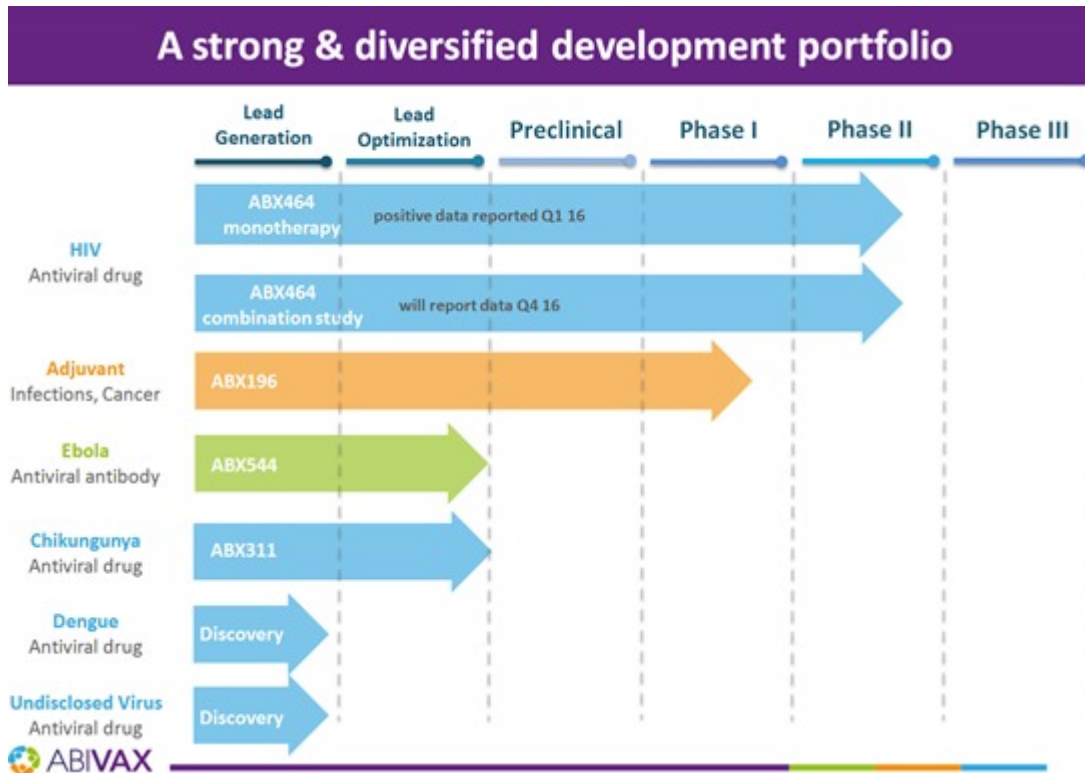 A strong & diversified development portfolio
Lead
Generation
Lead
Optimization
Preclinical
Phase I
Phase II
Phase III
HIV
Antiviral drug
ABX464
monotherapy
positive data reported Q1 16
ABX464
combination study
will report data Q4 16
Adjuvant
Infections, Cancer
ABX196
Ebola
Antiviral antibody
ABX544
Chikungunya
Antiviral drug
ABX311
Dengue
Antiviral drug
Discovery
Undisclosed Virus
Antiviral drug
Discovery
ABIVAX